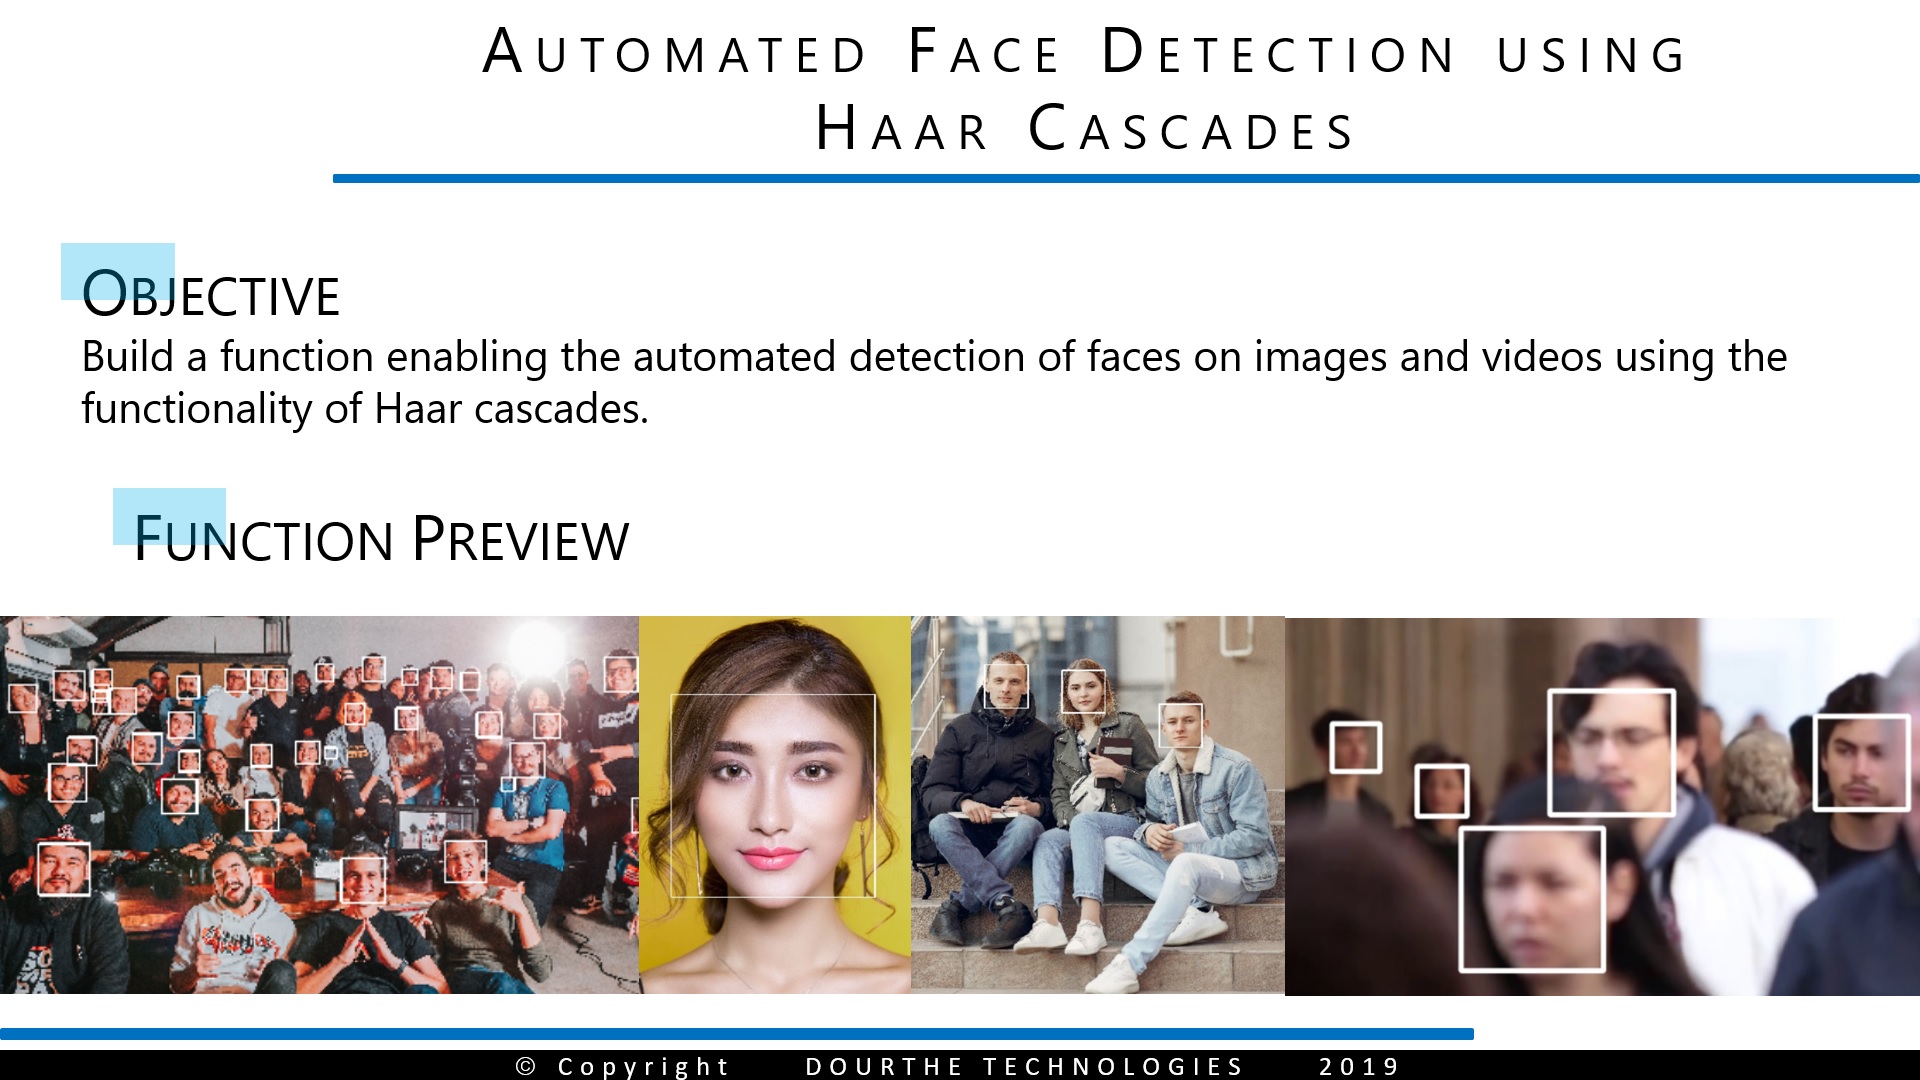 AUTOMATED FACE DETECTION USING
HAAR CASCADES
OBJECTIVE
Build a function enabling the automated detection of faces on images and videos using the
functionality of Haar cascades.
FUNCTION PREVIEW
© Copyright DOURTHE TECHNOLOGIES 2019